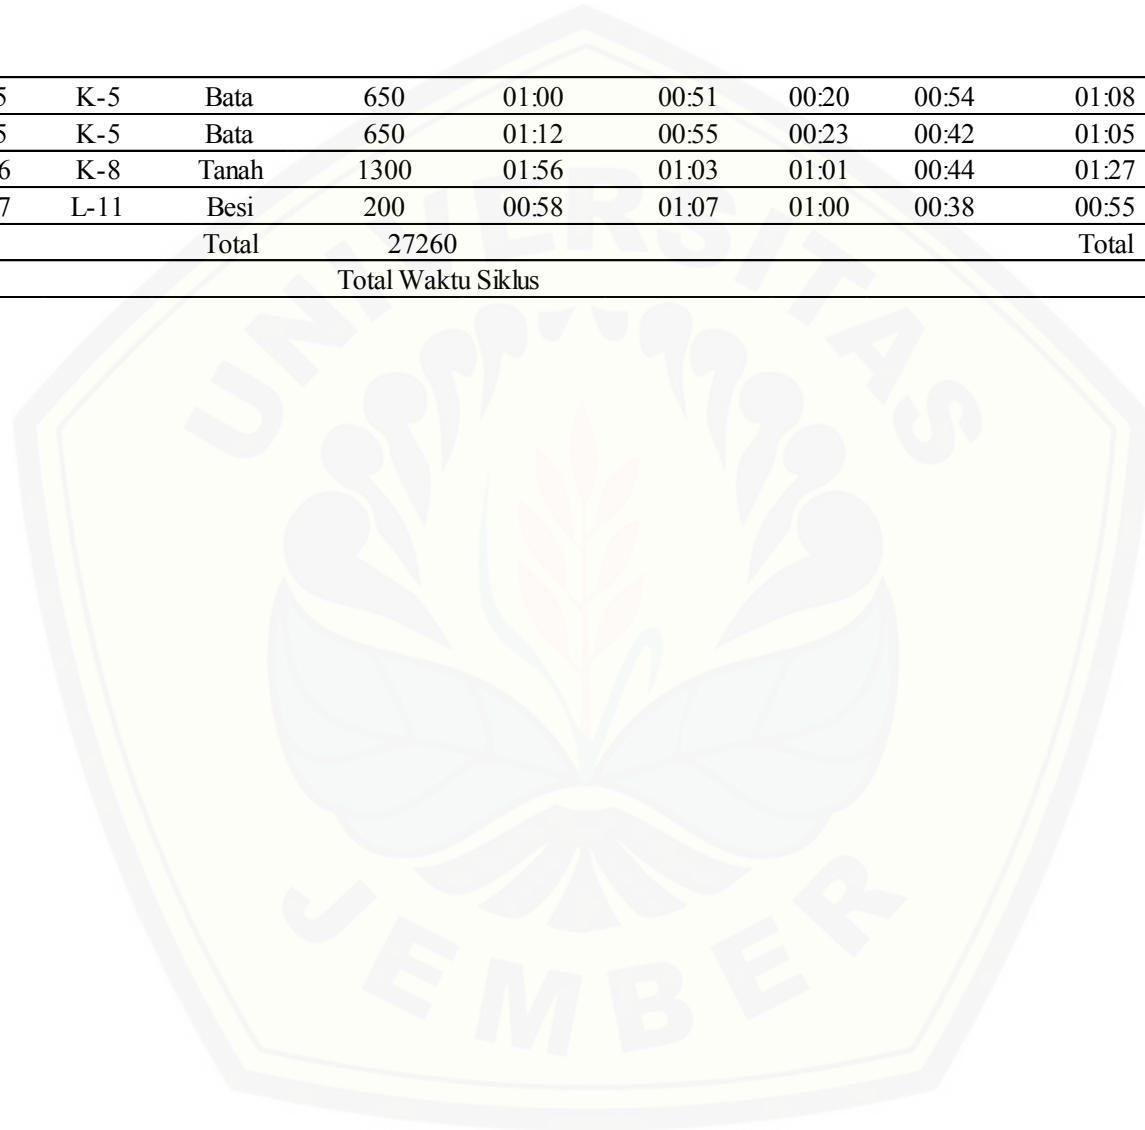 5 K-5 Bata 650 01:00 00:51 00:20 00:54 01:08
5 K-5 Bata 650 01:12 00:55 00:23 00:42 01:05
6 K-8 Tanah 1300 01:56 01:03 01:01 00:44 01:27
7 L-11 Besi 200 00:58 01:07 01:00 00:38 00:55
Total 27260 Total
Total Waktu Siklus
UNIVERSITAS
JEMBER